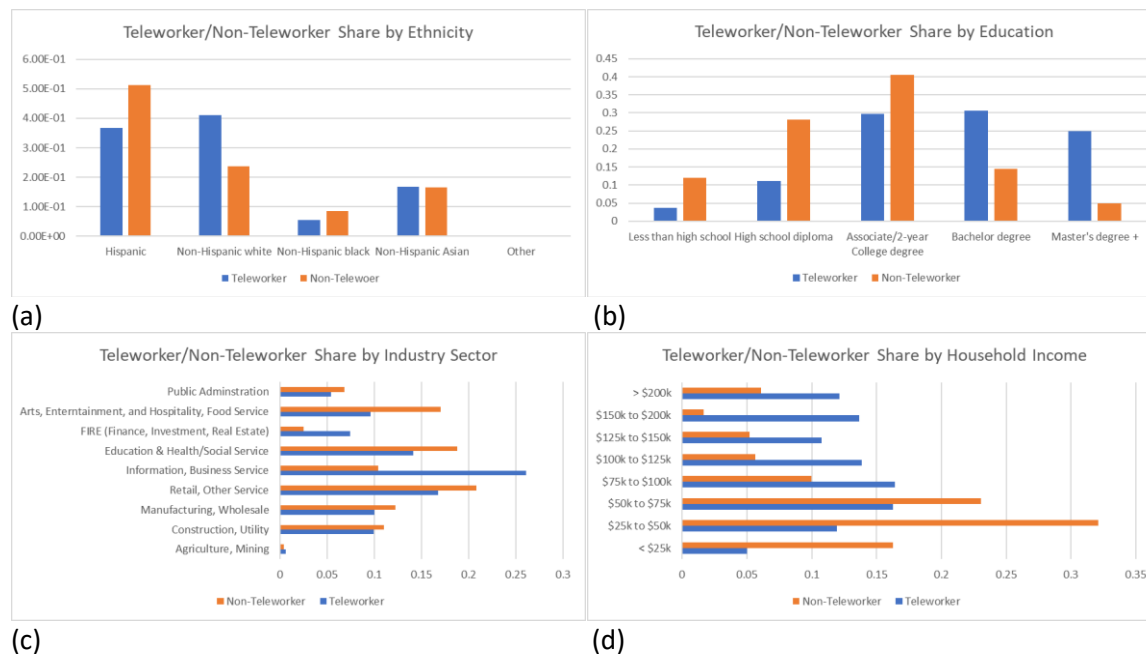 Teleworker/Non-Teleworker Share by Ethnicity
6.00E-01
5.00E-01
4.00E-01
3.00E-01
2.00E-01
1.00E-01
0.00E+00
Hispanic Non-Hispanic white Non-Hispanic black Non-Hispanic Asian Other
Teleworker Non-Telewoer
(a)
Teleworker/Non-Teleworker Share by Education
0.45
0.4
0.35
0.3
0.25
0.2
0.15
0.1
0.05
0
Less than high school High school diploma Associate/2-year Bachelor degree Master's degree +
College degree
Teleworker Non-Teleworker
(b)
Teleworker/Non-Teleworker Share by Industry Sector
Public Adminstration
Arts, Enterntainment, and Hospitality, Food Service
FIRE (Finance, Investment, Real Estate)
Education & Health/Social Service
Information, Business Service
Retail, Other Service
Manufacturing, Wholesale
Construction, Utility
Agriculture, Mining
0 0.05 0.1 0.15 0.2 0.25 0.3
Non-Teleworker Teleworker
(c)
Teleworker/Non-Teleworker Share by Household Income
> $200k
$150k to $200k
$125k to $150k
$100k to $125k
$75k to $100k
$50k to $75k
$25k to $50k
< $25k
0 0.05 0.1 0.15 0.2 0.25 0.3 0.35
Non-Teleworker Teleworker
(d)